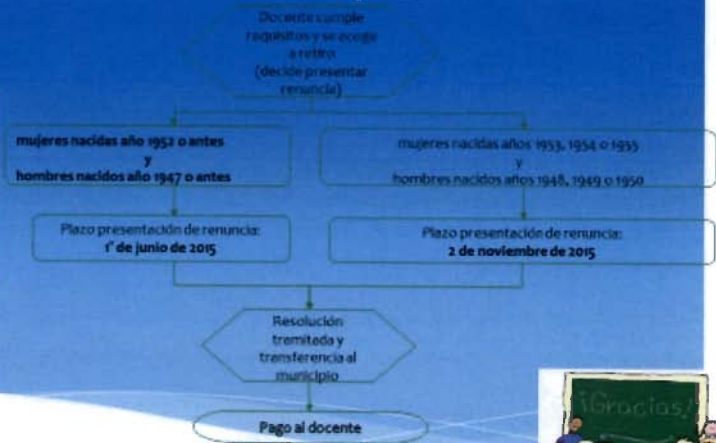 Docente cumple
requisitos y se acoge
a retiro
(decide presentar
renuncia)
mujeres nacidas año 1952 o antes
y
hombres nacidos año 1947 o antes
mujeres nacidas años 1953, 1954 o 1955
y
hombres nacidos años 1948, 1949 o 1950
Plazo presentación de renuncia:
1° de junio de 2015
Plazo presentación de renuncia:
2 de noviembre de 2015
Resolución
tramitada y
transferencia al
municipio
Pago al docente
¡Gracias!